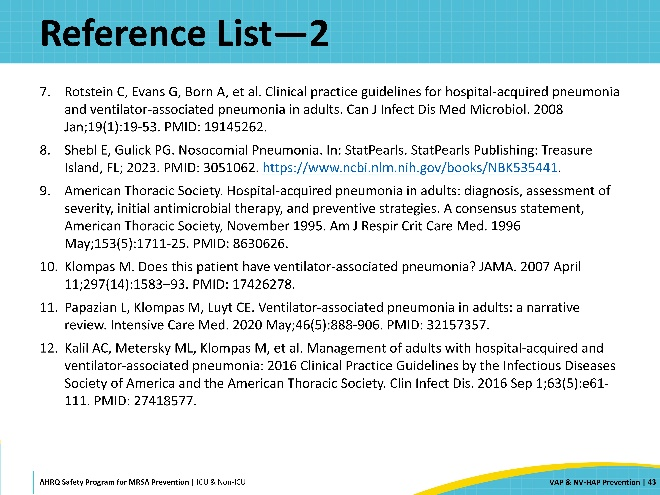 Reference List—2
7. Rotstein C, Evans G, Born A, et al. Clinical practice guidelines for hospital-acquired pneumonia
and ventilator-associated pneumonia in adults. Can J Infect Dis Med Microbiol. 2008
Jan;19(1):19-53. PMID: 19145262.
8. Shebl E, Gulick PG. Nosocomial Pneumonia. In: StatPearls. StatPearls Publishing: Treasure
Island, FL; 2023. PMID: 3051062. https://www.ncbi.nlm.nih.gov/books/NBK535441.
9. American Thoracic Society. Hospital-acquired pneumonia in adults: diagnosis, assessment of
severity, initial antimicrobial therapy, and preventive strategies. A consensus statement,
American Thoracic Society, November 1995. Am J Respir Crit Care Med. 1996
May;153(5):1711-25. PMID: 8630626.
10. Klompas M. Does this patient have ventilator-associated pneumonia? JAMA. 2007 April
11;297(14):1583–93. PMID: 17426278.
11. Papazian L, Klompas M, Luyt CE. Ventilator-associated pneumonia in adults: a narrative
review. Intensive Care Med. 2020 May;46(5):888-906. PMID: 32157357.
12. Kalil AC, Metersky ML, Klompas M, et al. Management of adults with hospital-acquired and
ventilator-associated pneumonia: 2016 Clinical Practice Guidelines by the Infectious Diseases
Society of America and the American Thoracic Society. Clin Infect Dis. 2016 Sep 1;63(5):e61-
111. PMID: 27418577.
AHRQ Safety Program for MRSA Prevention | ICU & Non-ICU
VAP & NV-HAP Prevention | 43